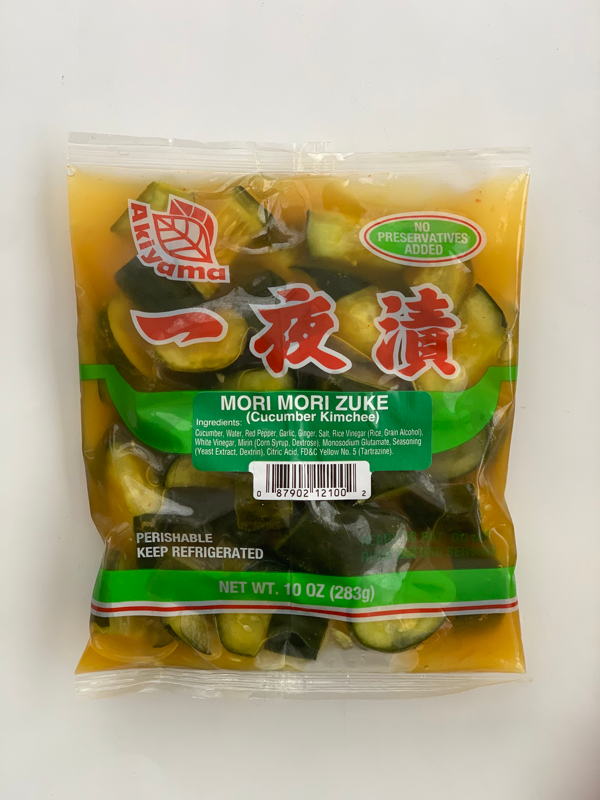 Akiyama
NO
PRESERVATIVES
ADDED
一夜漬
MORI MORI ZUKE
(Cucumber Kimchee)
Ingredients:
Cucumber, Water, Red Pepper, Garlic, Ginger, Salt, Rice Vinegar (Rice, Grain Alcohol),
White Vinegar, Mirin (Corn Syrup, Dextrose). Monosodium Glutamate, Seasoning
(Yeast Extract, Dextrin), Citric Acid, FD&C Yellow No. 5 (Tartrazine).
0 87902 12100 2
PERISHABLE
KEEP REFRIGERATED
NET WT. 10 OZ (283g)